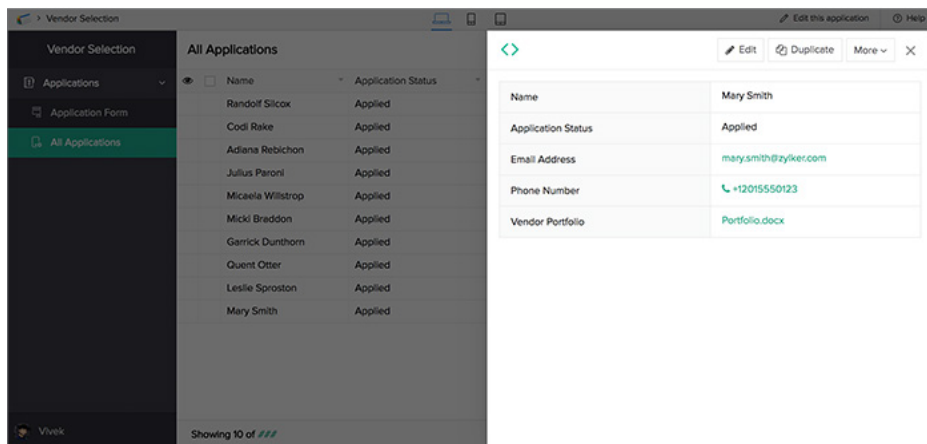 Vendor Selection
Edit this application
Help
Vendor Selection
Applications
Application Form
All Applications
Vivek
All Applications
Name Application Status
Randolf Silcox Applied
Codi Rake Applied
Adiana Rebichon Applied
Julius Paroni Applied
Micaela Willstrop Applied
Micki Braddon Applied
Garrick Dunthorn Applied
Quent Otter Applied
Leslie Sproston Applied
Mary Smith Applied
Showing 10 of
Edit Duplicate More
Name Mary Smith
Application Status Applied
Email Address mary.smith@zylker.com
Phone Number +12015550123
Vendor Portfolio Portfolio.docx